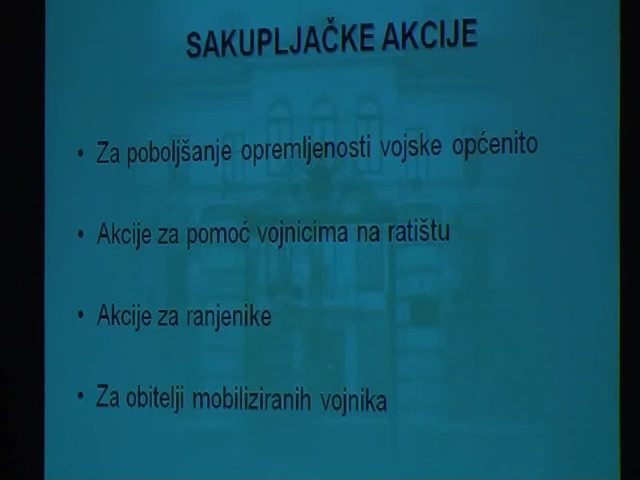 SAKUPLJAČKE AKCIJE
• Za poboljšanje opremljenosti vojske općenito
• Akcije za pomoć vojnicima na ratištu
• Akcije za ranjenike
• Za obitelji mobiliziranih vojnika